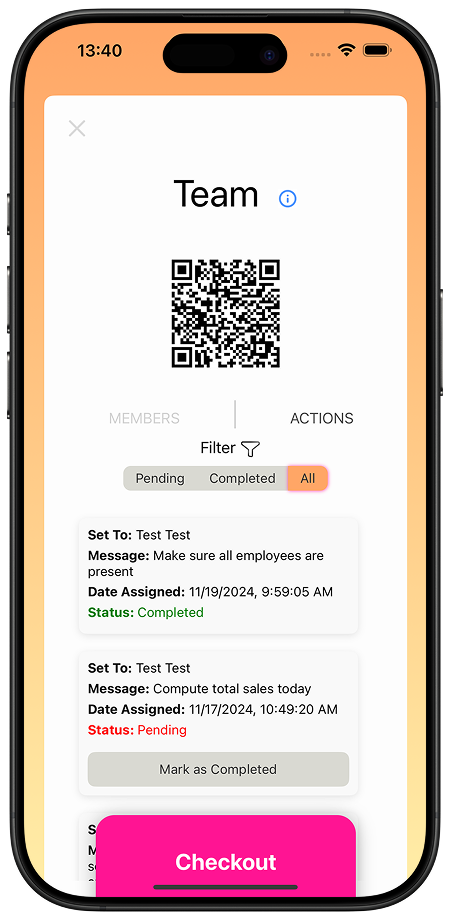 13:40
Team
MEMBERS
ACTIONS
Filter
Pending Completed All
Set To: Test Test
Message: Make sure all employees are
present
Date Assigned: 11/19/2024, 9:59:05 AM
Status: Completed
Set To: Test Test
Message: Compute total sales today
Date Assigned: 11/17/2024, 10:49:20 AM
Status: Pending
Mark as Completed
Checkout